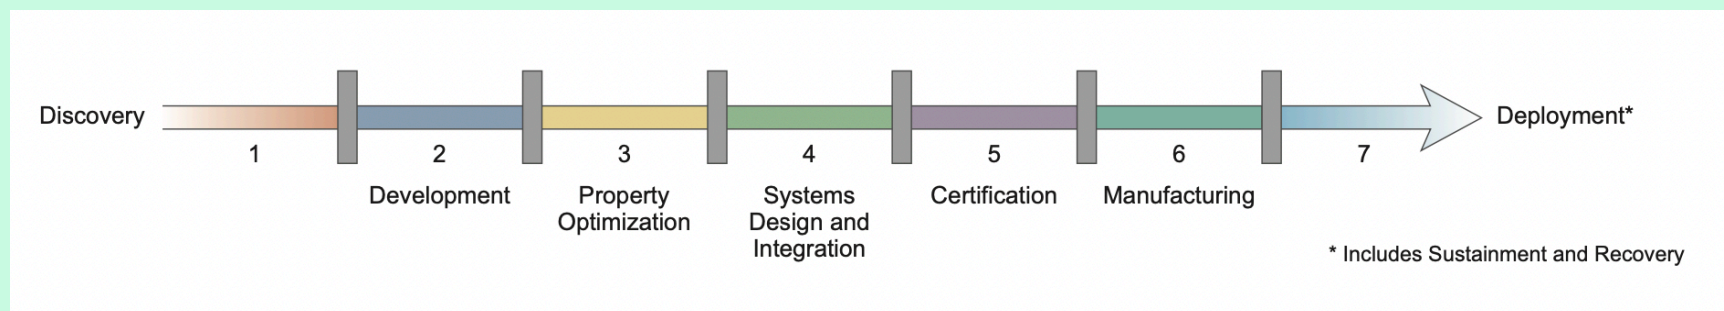 Discovery
Deployment*
1
2
3
4
5
6
7
Development
Property
Optimization
Systems
Design and
Integration
Certification
Manufacturing
* Includes Sustainment and Recovery